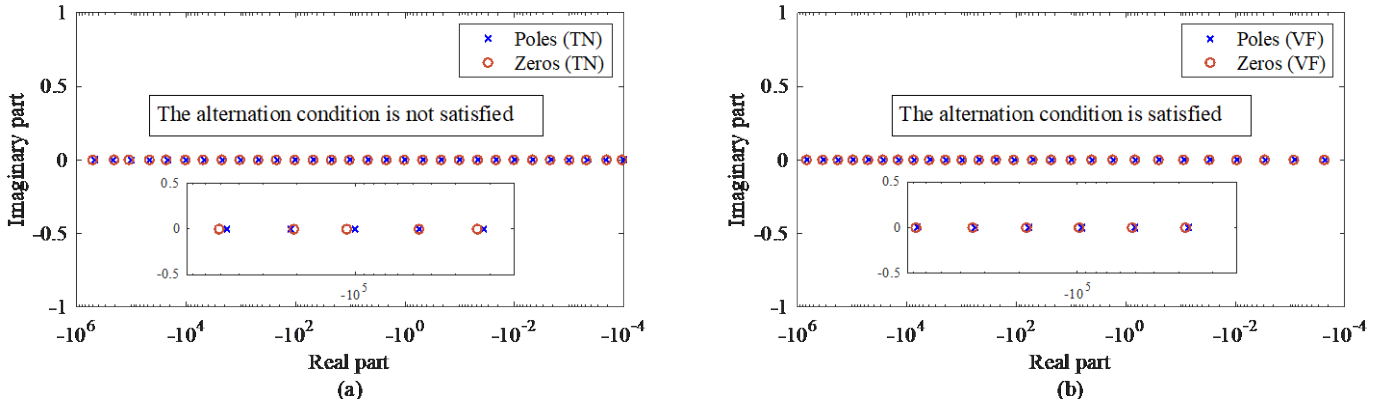 1
0.5
0
−0.5
−1
Imaginary part
Poles (TN)
Zeros (TN)
The alternation condition is not satisfied
0.5
0
-0.5
-10^5
-10^6
-10^4
-10^2
-10^0
-10^-2
-10^-4
Real part
(a)
1
0.5
0
−0.5
−1
Imaginary part
Poles (VF)
Zeros (VF)
The alternation condition is satisfied
0.5
0
-0.5
-10^5
-10^6
-10^4
-10^2
-10^0
-10^-2
-10^-4
Real part
(b)